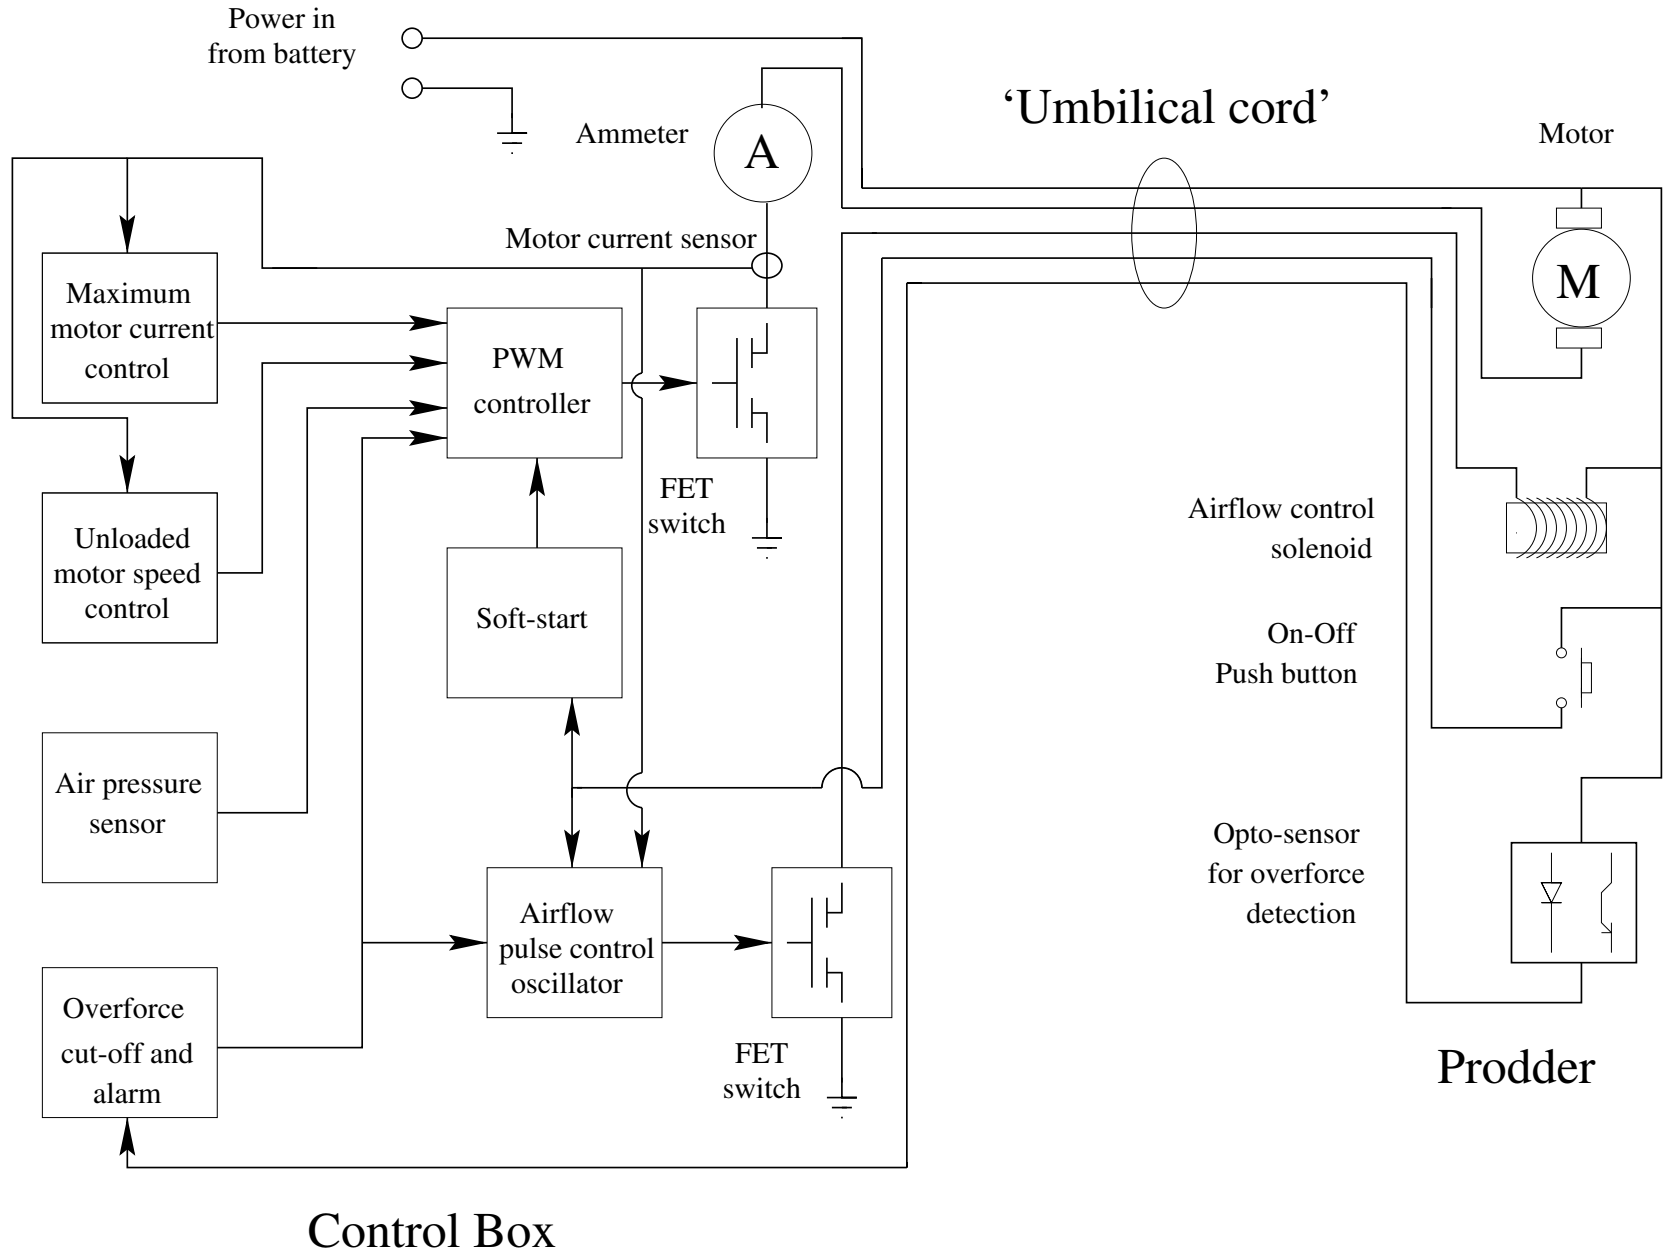 Power in
from battery
‘Umbilical cord’
Ammeter
A
Motor
Motor current sensor
M
Maximum
motor current
control
PWM
controller
FET
switch
Unloaded
motor speed
control
Soft-start
Airflow control
solenoid
On-Off
Push button
Air pressure
sensor
Opto-sensor
for overforce
detection
Airflow
pulse control
oscillator
Overforce
cut-off and
alarm
FET
switch
Prodder
Control Box